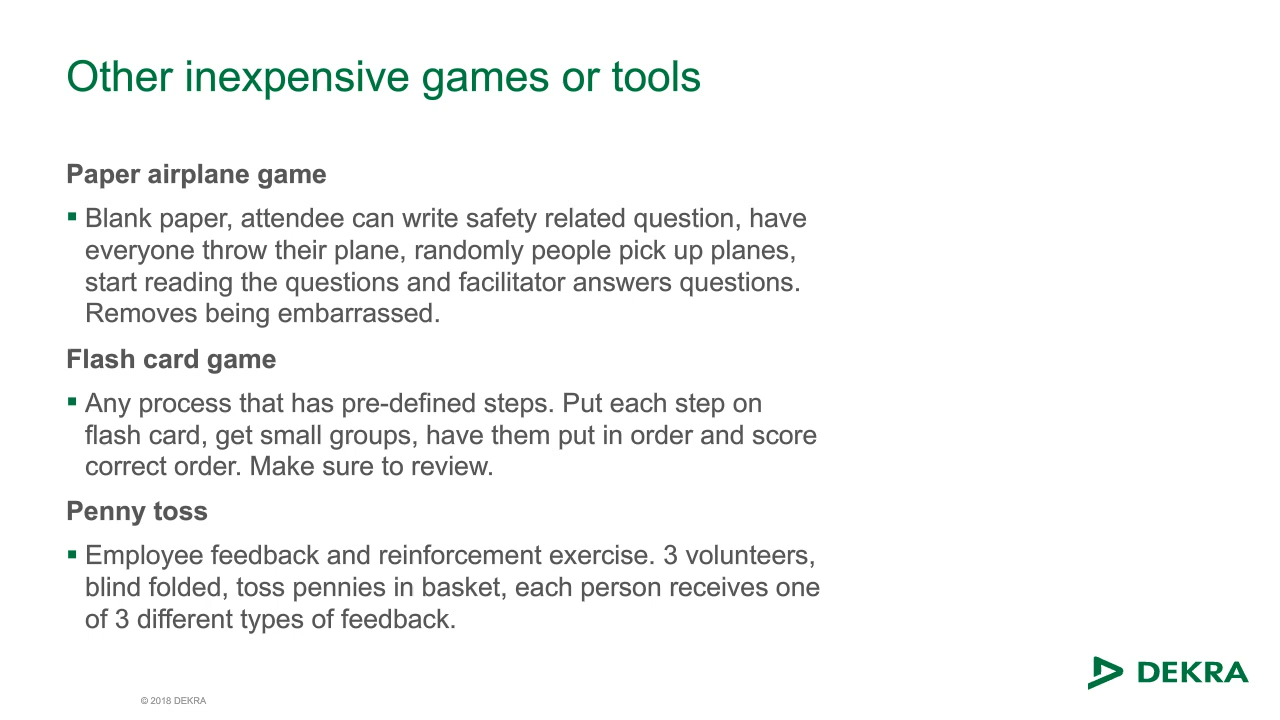 Other inexpensive games or tools
Paper airplane game
▪ Blank paper, attendee can write safety related question, have
everyone throw their plane, randomly people pick up planes,
start reading the questions and facilitator answers questions.
Removes being embarrassed.
Flash card game
▪ Any process that has pre-defined steps. Put each step on
flash card, get small groups, have them put in order and score
correct order. Make sure to review.
Penny toss
▪ Employee feedback and reinforcement exercise. 3 volunteers,
blind folded, toss pennies in basket, each person receives one
of 3 different types of feedback.
DEKRA
© 2018 DEKRA